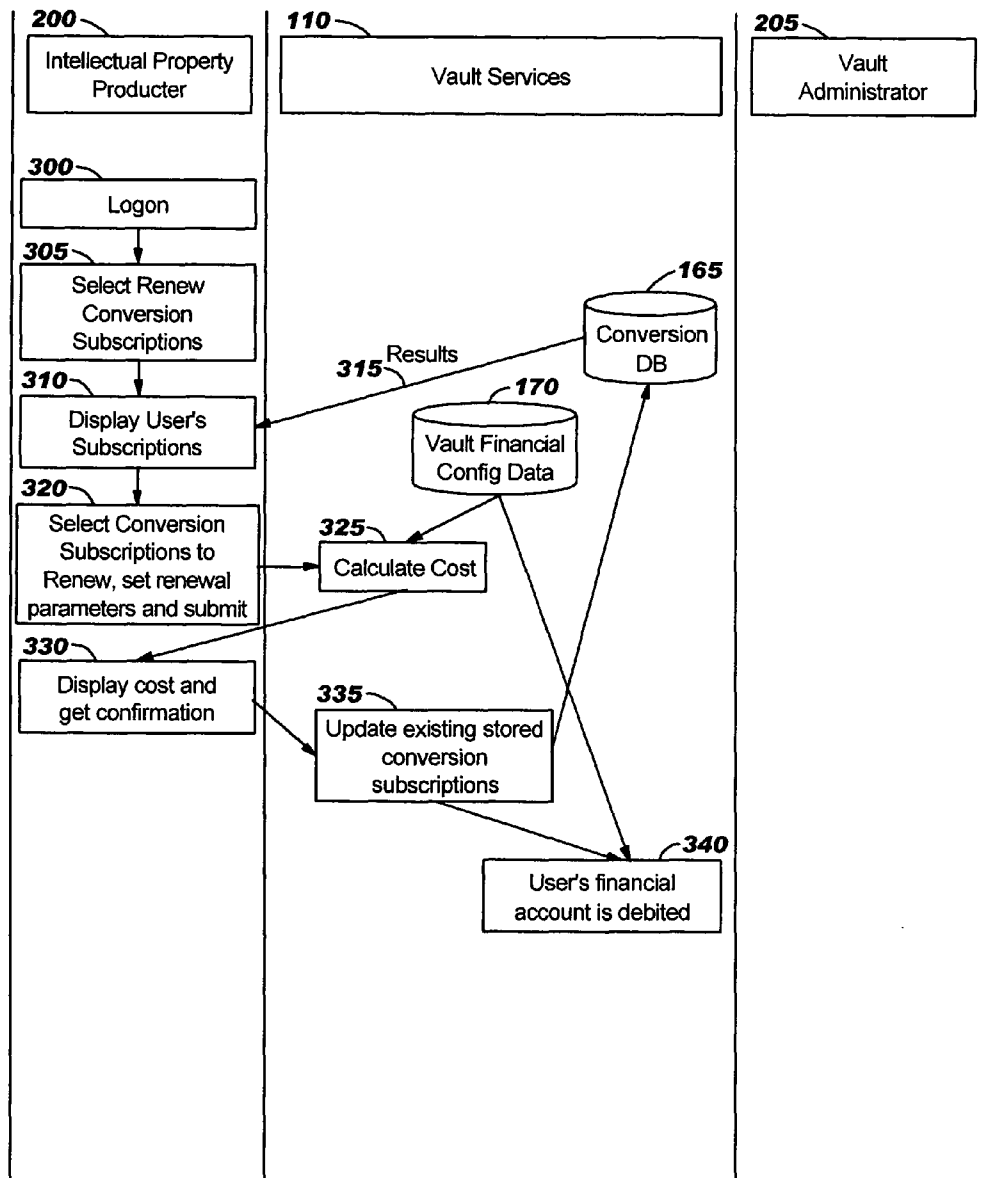 200
Intellectual Property
Producter
110
Vault Services
205
Vault
Administrator
300
Logon
305
Select Renew
Conversion
Subscriptions
165
Conversion
DB
315
Results
310
Display User's
Subscriptions
170
Vault Financial
Config Data
320
Select Conversion
Subscriptions to
Renew, set renewal
parameters and submit
325
Calculate Cost
330
Display cost and
get confirmation
335
Update existing stored
conversion
subscriptions
340
User's financial
account is debited